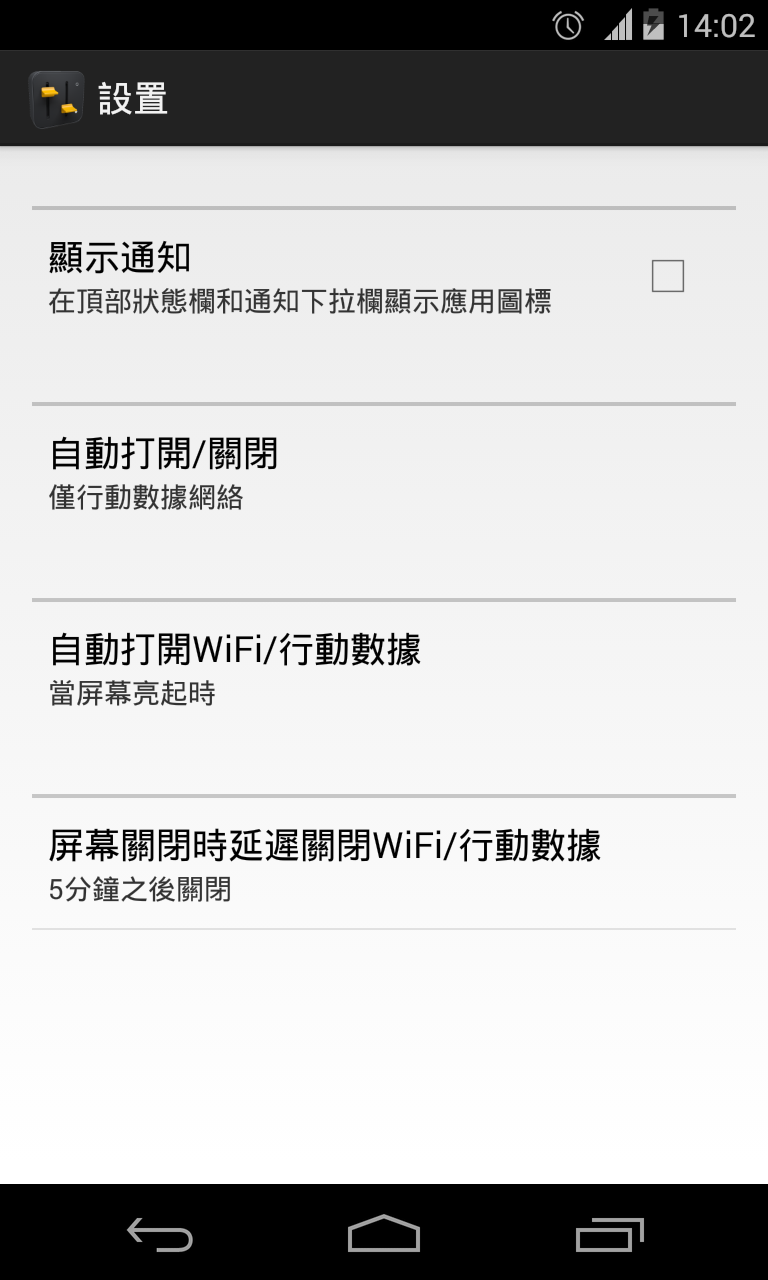 14:02
設置
顯示通知
在頂部狀態欄和通知下拉欄顯示應用圖標
自動打開/關閉
僅行動數據網絡
自動打開WiFi/行動數據
當屏幕亮起時
屏幕關閉時延遲關閉WiFi/行動數據
5分鐘之後關閉